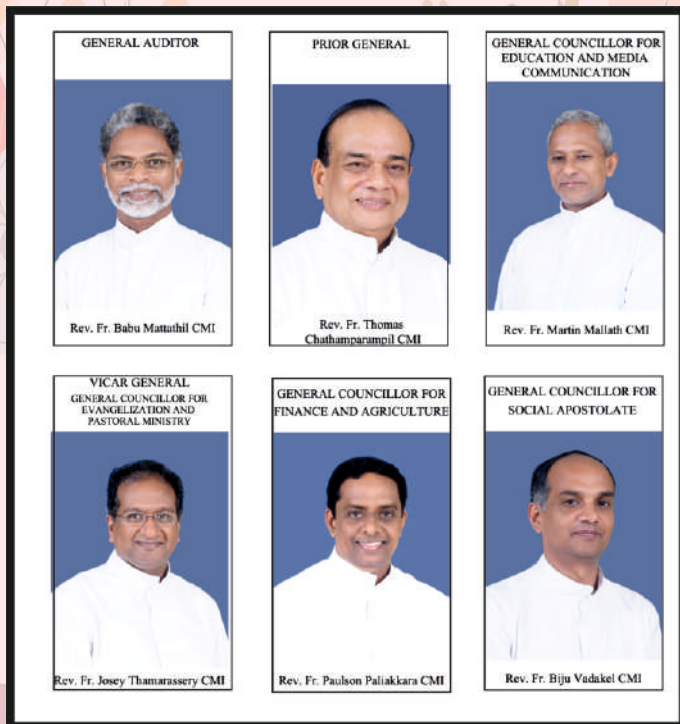 GENERAL AUDITOR
Rev. Fr. Babu Mattathil CMI
PRIOR GENERAL
Rev. Fr. Thomas
Chathamparampil CMI
GENERAL COUNCILLOR FOR
EDUCATION AND MEDIA
COMMUNICATION
Rev. Fr. Martin Mallath CMI
VICAR GENERAL
GENERAL COUNCILLOR FOR
EVANGELIZATION AND
PASTORAL MINISTRY
Rev. Fr. Josey Thamarassery CMI
GENERAL COUNCILLOR FOR
FINANCE AND AGRICULTURE
Rev. Fr. Paulson Paliakkara CMI
GENERAL COUNCILLOR FOR
SOCIAL APOSTOLATE
Rev. Fr. Biju Vadakel CMI